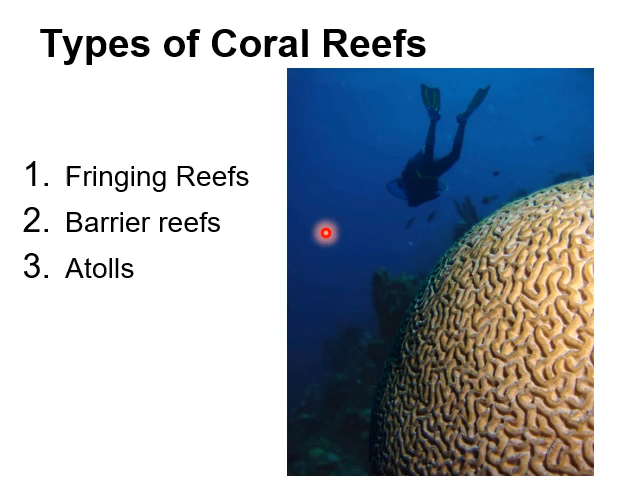 Types of Coral Reefs
1. Fringing Reefs
2. Barrier reefs
3. Atolls